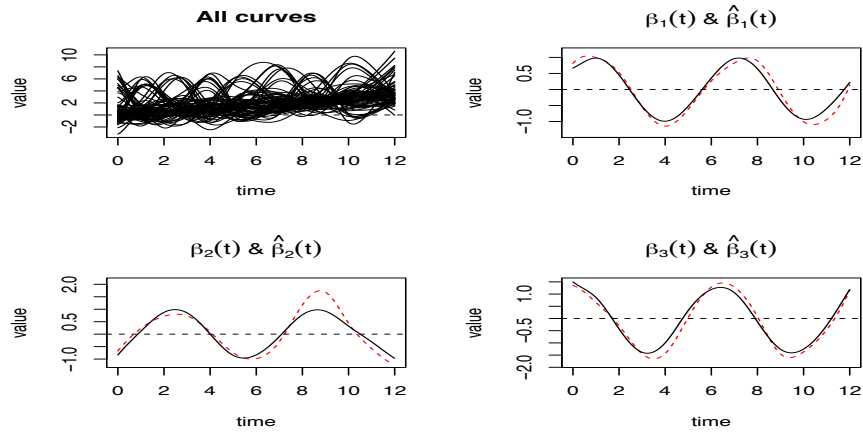 All curves
value
10
6
2
−2
0 2 4 6 8 10 12
time
β₁(t) & β̂₁(t)
value
0.5
−1.0
0 2 4 6 8 10 12
time
β₂(t) & β̂₂(t)
value
2.0
0.5
−1.0
0 2 4 6 8 10 12
time
β₃(t) & β̂₃(t)
value
1.0
−0.5
−2.0
0 2 4 6 8 10 12
time